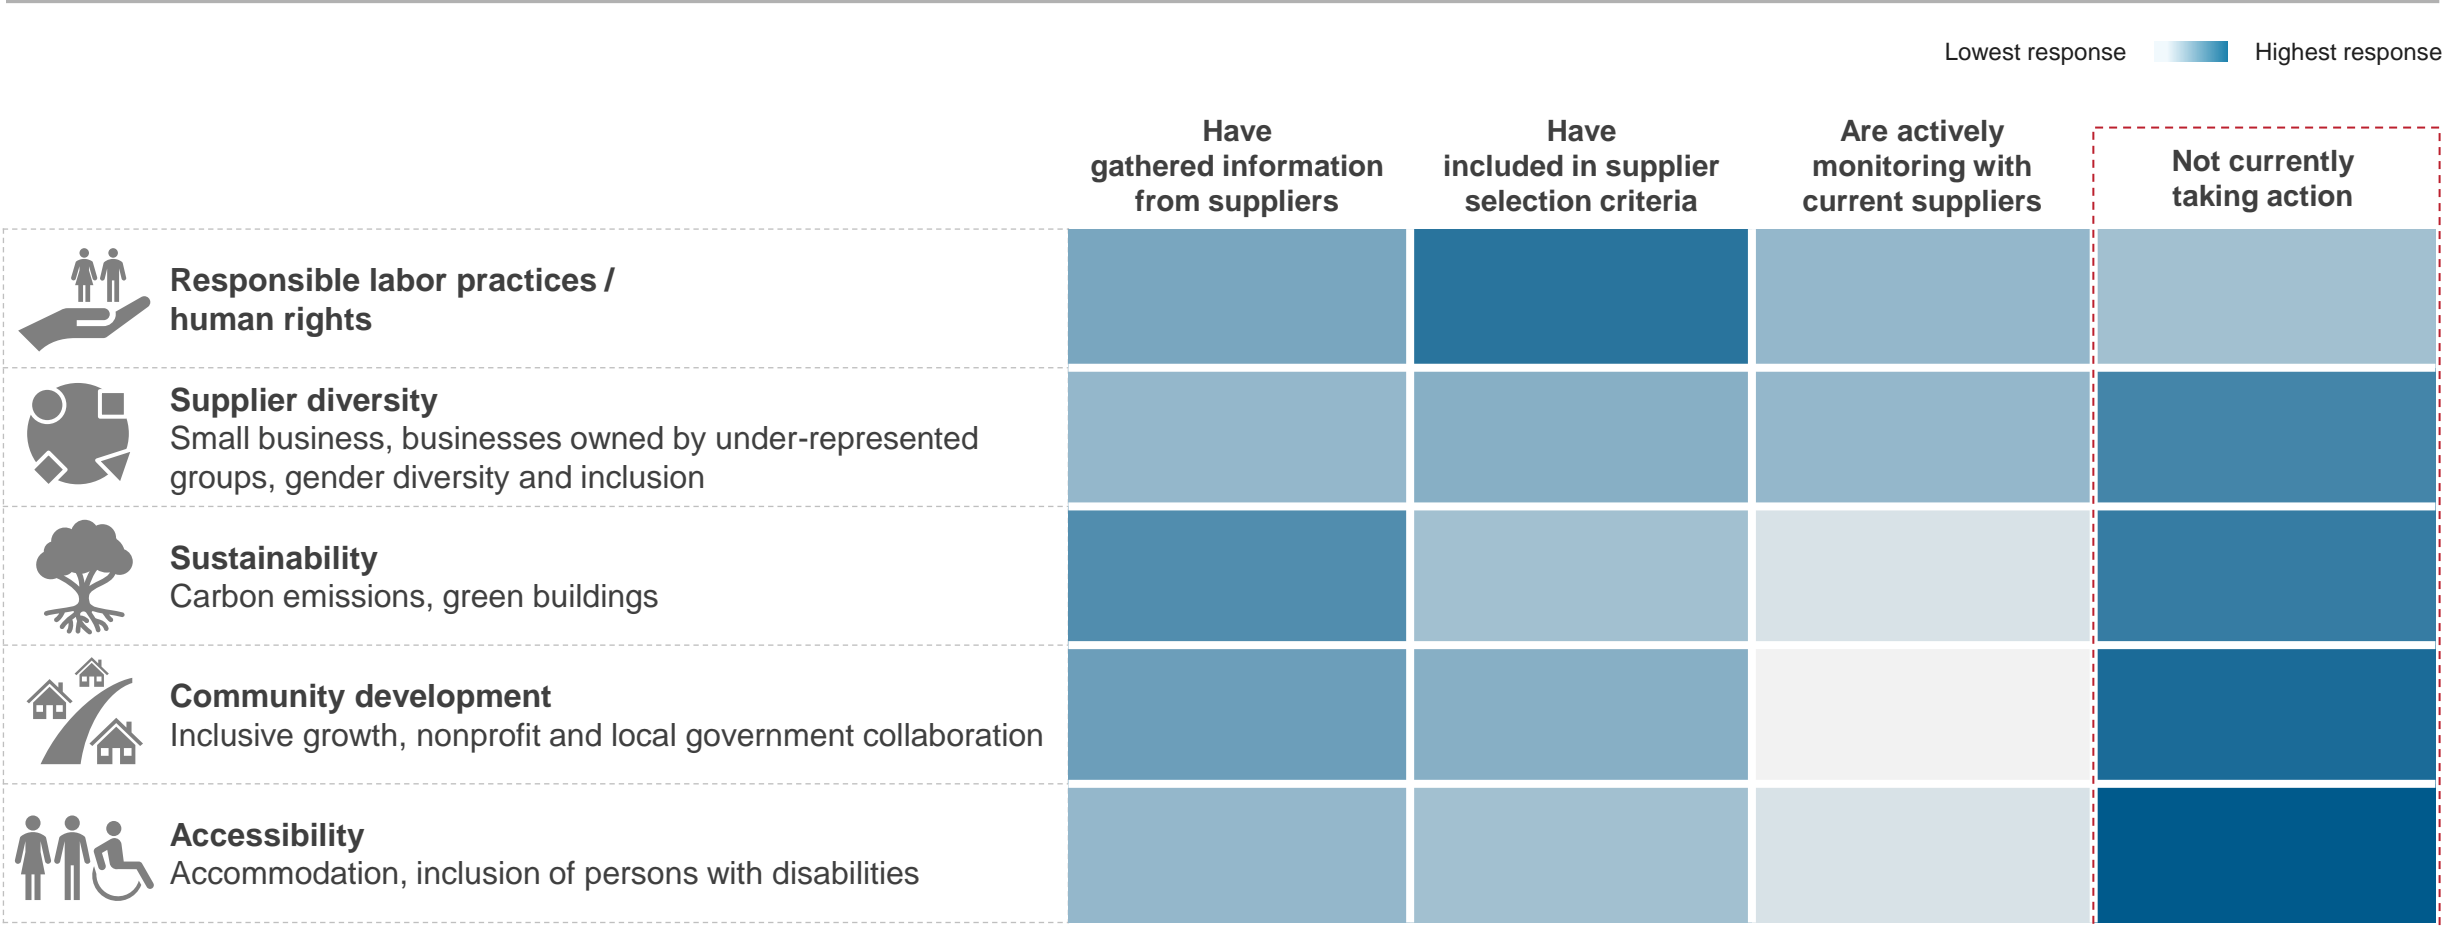 Lowest response
Highest response
Have
gathered information
from suppliers
Have
included in supplier
selection criteria
Are actively
monitoring with
current suppliers
Not currently
taking action
Responsible labor practices /
human rights
Supplier diversity
Small business, businesses owned by under-represented
groups, gender diversity and inclusion
Sustainability
Carbon emissions, green buildings
Community development
Inclusive growth, nonprofit and local government collaboration
Accessibility
Accommodation, inclusion of persons with disabilities